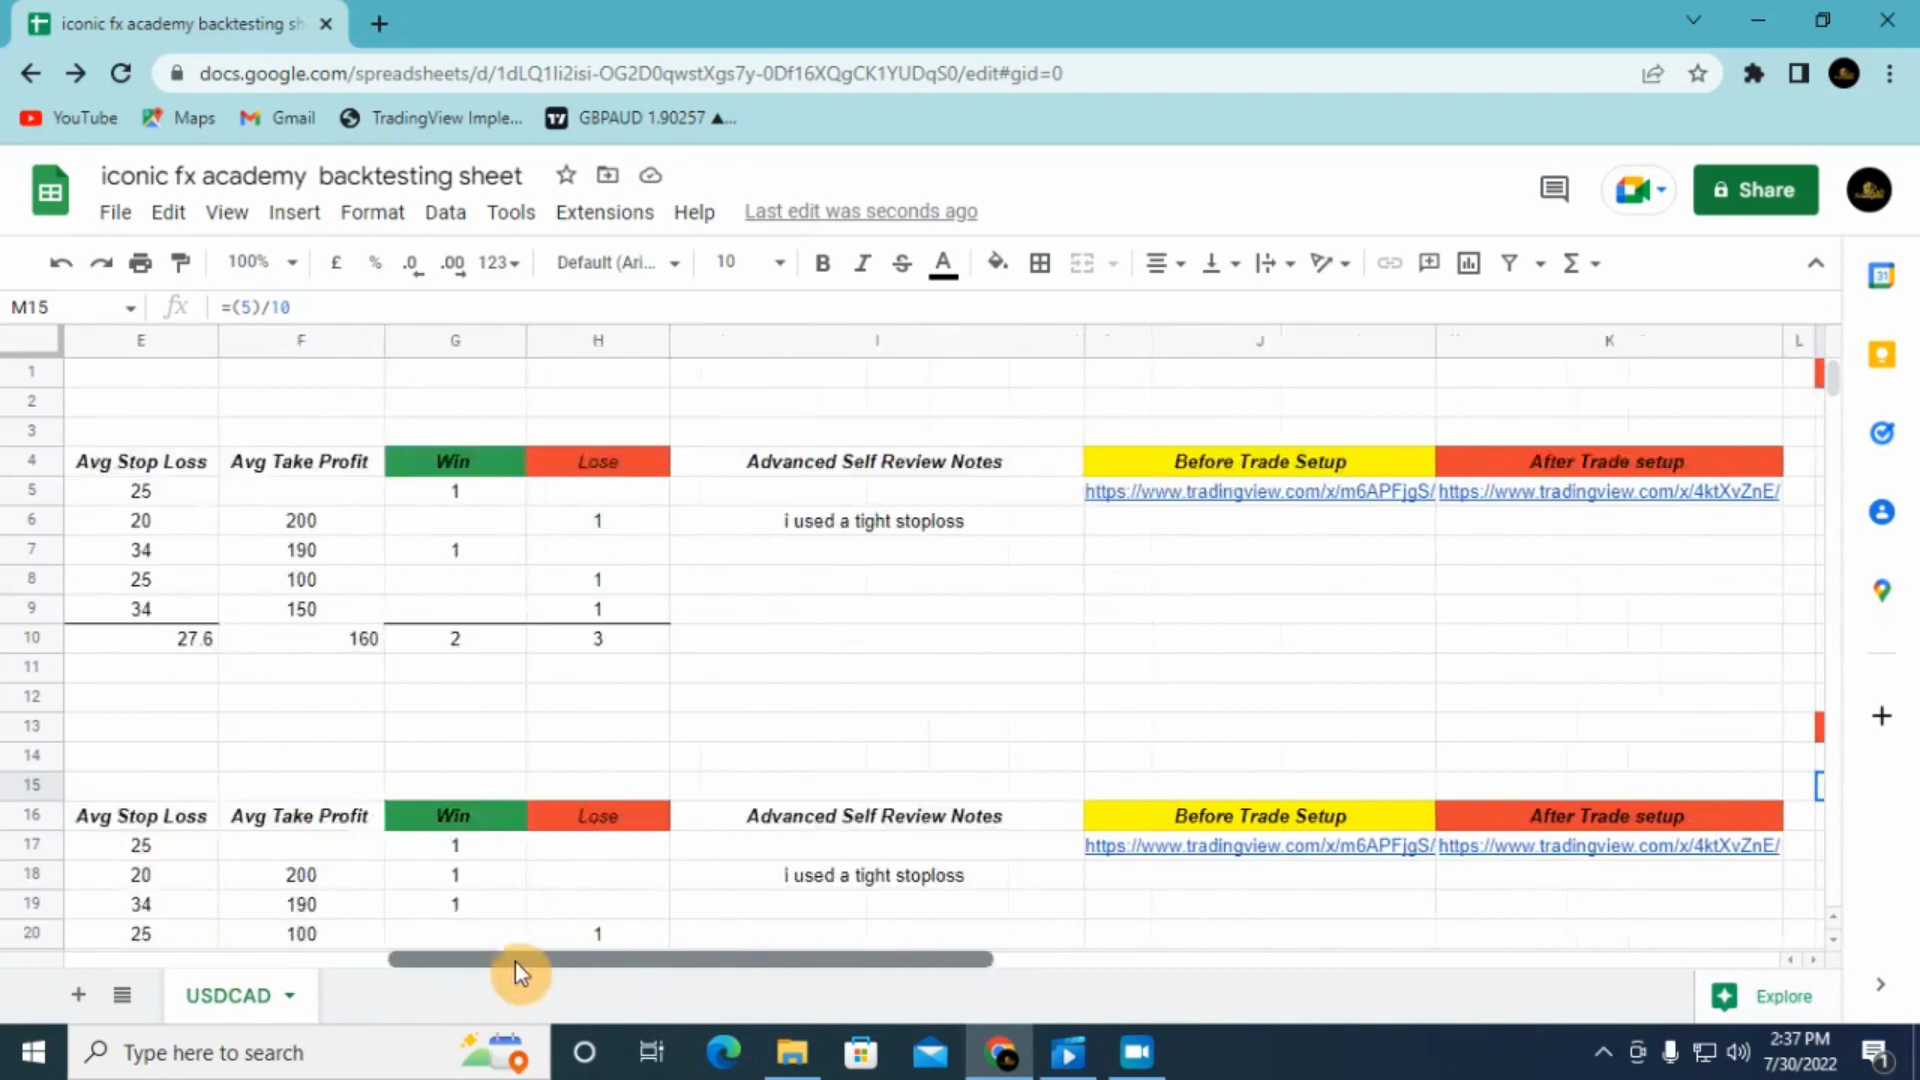 iconic fx academy backtesting sh
docs.google.com/spreadsheets/d/1dLQ1li2isi-OG2D0qwstXgs7y-0Df16XQgCK1YUDqS0/edit#gid=0
YouTube Maps Gmail TradingView Imple... GBPAUD 1.90257 ▲...
iconic fx academy backtesting sheet
Share
File Edit View Insert Format Data Tools Extensions Help Last edit was seconds ago
100% £ % .0 .00 123 Default (Ari... 10 B I S A
M15 fx =(5)/10
E F G H I J K L
1
2
3
4 Avg Stop Loss Avg Take Profit Win Lose Advanced Self Review Notes Before Trade Setup After Trade setup
5 25 1 https://www.tradingview.com/x/m6APFjgS/ https://www.tradingview.com/x/4ktXvZnE/
6 20 200 1 i used a tight stoploss
7 34 190 1
8 25 100 1
9 34 150 1
10 27.6 160 2 3
11
12
13
14
15
16 Avg Stop Loss Avg Take Profit Win Lose Advanced Self Review Notes Before Trade Setup After Trade setup
17 25 1 https://www.tradingview.com/x/m6APFjgS/ https://www.tradingview.com/x/4ktXvZnE/
18 20 200 1 i used a tight stoploss
19 34 190 1
20 25 100 1
USDCAD Explore
Type here to search
2:37 PM
7/30/2022
1
31